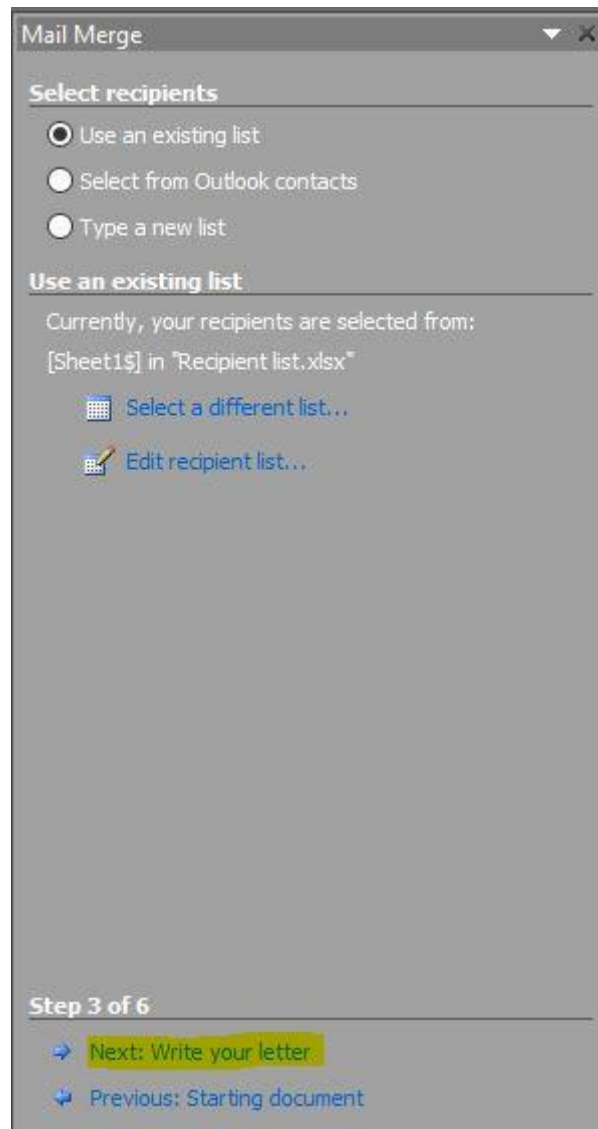 Mail Merge
Select recipients
Use an existing list
Select from Outlook contacts
Type a new list
Use an existing list
Currently, your recipients are selected from:
[Sheet1$] in "Recipient list.xlsx"
Select a different list...
Edit recipient list...
Step 3 of 6
Next: Write your letter
Previous: Starting document